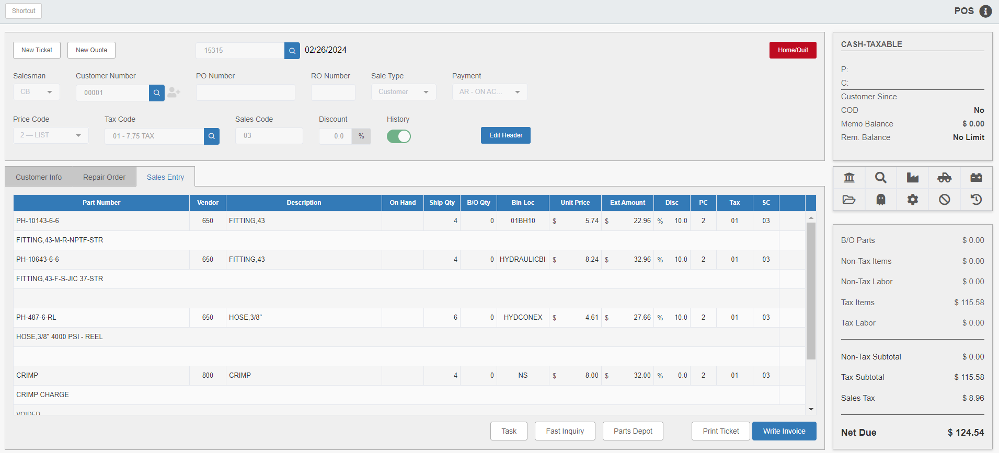 Shortcut
POS
New Ticket New Quote 15315 02/26/2024 Home/Quit
Salesman Customer Number PO Number RO Number Sale Type Payment
CB 00001 Customer AR - ON AC...
Price Code Tax Code Sales Code Discount History
2 — LIST 01 - 7.75 TAX 03 0.0 % Edit Header
CASH-TAXABLE
P:
C:
Customer Since
COD No
Memo Balance $ 0.00
Rem. Balance No Limit
Customer Info Repair Order Sales Entry
Part Number Vendor Description On Hand Ship Qty B/O Qty Bin Loc Unit Price Ext Amount Disc PC Tax SC
PH-10143-6-6 650 FITTING,43 4 0 01BH10 $ 5.74 $ 22.96 % 10.0 2 01 03
FITTING,43-M-R-NPTF-STR
PH-10643-6-6 650 FITTING,43 4 0 HYDRAULICBI $ 8.24 $ 32.96 % 10.0 2 01 03
FITTING,43-F-S-JIC 37-STR
PH-487-6-RL 650 HOSE,3/8" 6 0 HYDCONEX $ 4.61 $ 27.66 % 10.0 2 01 03
HOSE,3/8" 4000 PSI - REEL
CRIMP 800 CRIMP 4 0 NS $ 8.00 $ 32.00 % 0.0 2 01 03
CRIMP CHARGE
VOIDED
Task Fast Inquiry Parts Depot Print Ticket Write Invoice
B/O Parts $ 0.00
Non-Tax Items $ 0.00
Non-Tax Labor $ 0.00
Tax Items $ 115.58
Tax Labor $ 0.00
Non-Tax Subtotal $ 0.00
Tax Subtotal $ 115.58
Sales Tax $ 8.96
Net Due $ 124.54